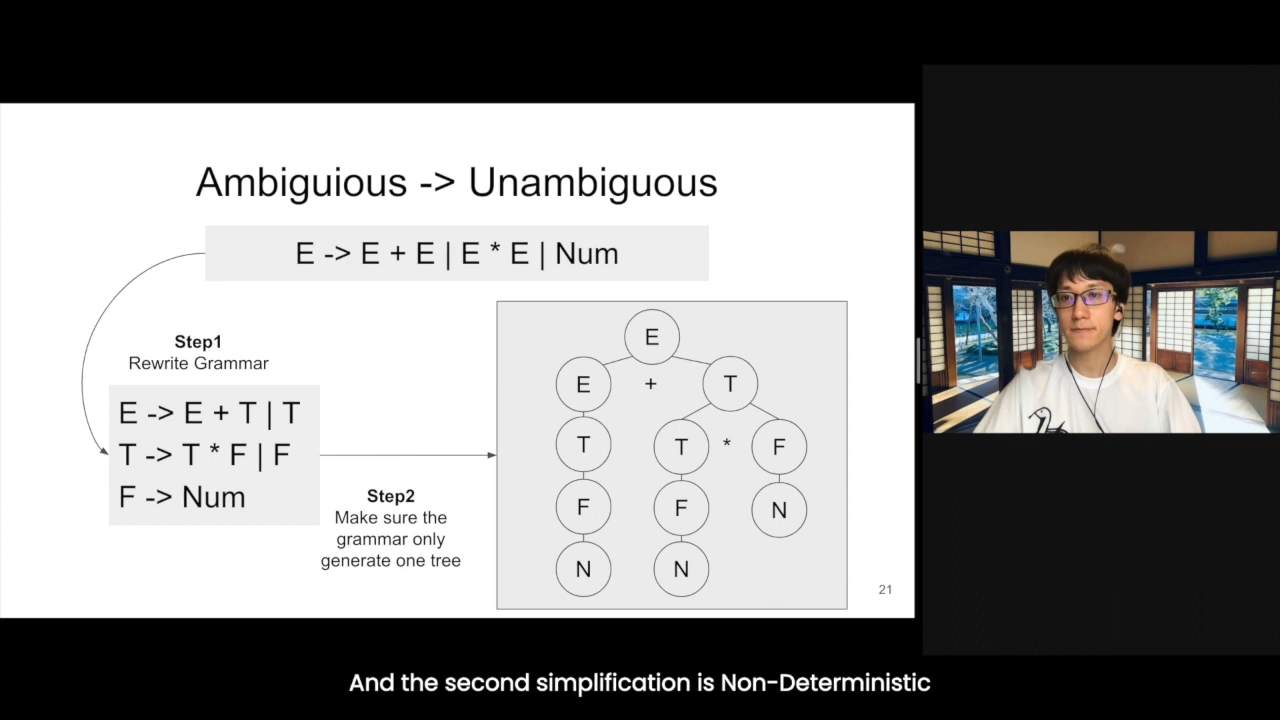 Ambiguious -> Unambiguous
E -> E + E | E * E | Num
Step1
Rewrite Grammar
E -> E + T | T
T -> T * F | F
F -> Num
Step2
Make sure the
grammar only
generate one tree
E
E + T
T T * F
F F N
N N
21
And the second simplification is Non-Deterministic